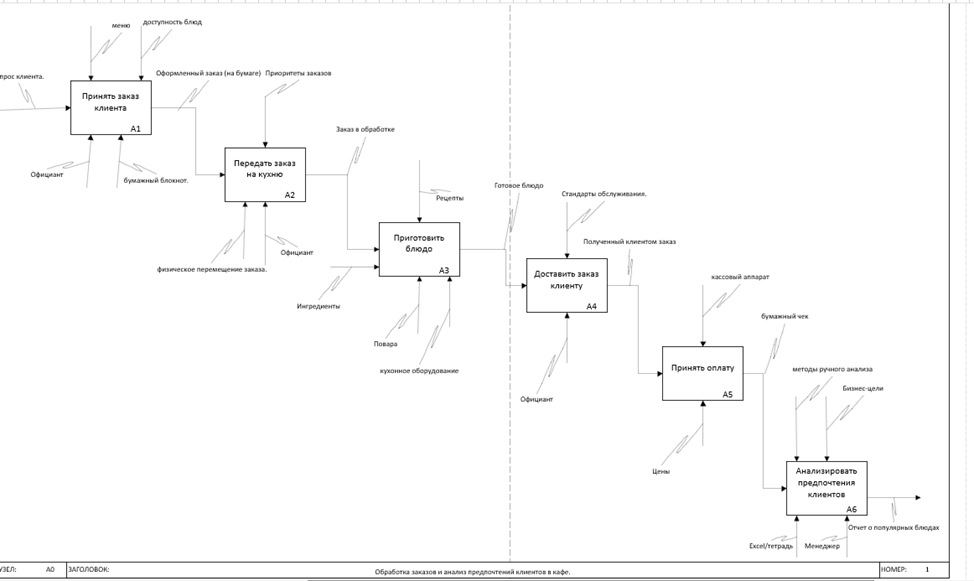 меню
доступность блюд
прос клиента.
Оформленный заказ (на бумаге)
Приоритеты заказов
Принять заказ
клиента
A1
Официант
бумажный блокнот.
Заказ в обработке
Передать заказ
на кухню
A2
физическое перемещение заказа.
Официант
Рецепты
Готовое блюдо
Приготовить
блюдо
A3
Ингредиенты
Повара
кухонное оборудование
Стандарты обслуживания.
Полученный клиентом заказ
Доставить заказ
клиенту
A4
Официант
кассовый аппарат
бумажный чек
Принять оплату
A5
Цены
методы ручного анализа
Бизнес-цели
Анализировать
предпочтения
клиентов
A6
Отчет о популярных блюдах
Excel/тетрадь
Менеджер
УЗЕЛ: A0 ЗАГОЛОВОК: Обработка заказов и анализ предпочтений клиентов в кафе. НОМЕР: 1